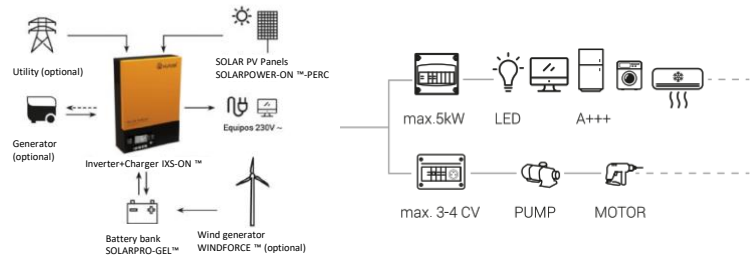 Utility (optional)
SOLAR PV Panels
SOLARPOWER-ON ™-PERC
Generator
(optional)
Equipos 230V ~
Inverter+Charger IXS-ON ™
Battery bank
SOLARPRO-GEL™
Wind generator
WINDFORCE ™ (optional)
max.5kW
LED
A+++
max. 3-4 CV
PUMP
MOTOR